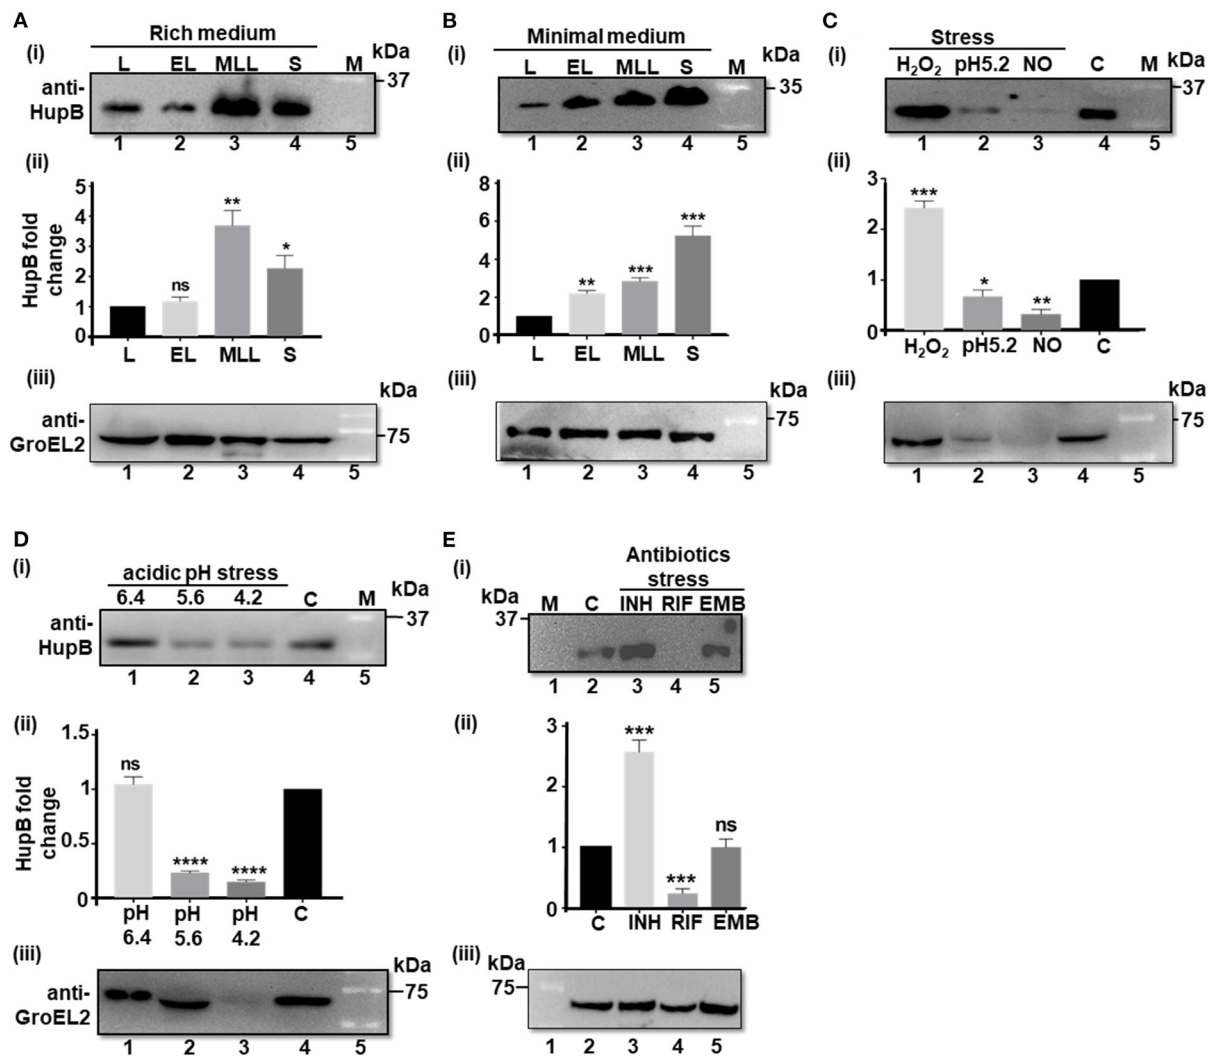 A
(i)
Rich medium
kDa
L EL MLL S M
anti-
HupB
37
1 2 3 4 5
(ii)
HupB fold
change
5
4
3
2
1
0
ns
**
*
L EL MLL S
(iii)
kDa
anti-
GroEL2
75
1 2 3 4 5
B
(i)
Minimal medium
kDa
L EL MLL S M
35
1 2 3 4 5
(ii)
8
6
4
2
0
**
***
***
L EL MLL S
(iii)
kDa
75
1 2 3 4 5
C
(i)
Stress
kDa
H₂O₂ pH5.2 NO C M
37
1 2 3 4 5
(ii)
3
2
1
0
***
*
**
H₂O₂ pH5.2 NO C
(iii)
kDa
75
1 2 3 4 5
D
(i)
acidic pH stress
kDa
6.4 5.6 4.2 C M
anti-
HupB
37
1 2 3 4 5
(ii)
HupB fold
change
1.5
1
0.5
0
ns
****
****
pH pH pH C
6.4 5.6 4.2
(iii)
kDa
anti-
GroEL2
75
1 2 3 4 5
E
(i)
Antibiotics
stress
kDa
M C INH RIF EMB
37
1 2 3 4 5
(ii)
3
2
1
0
***
***
ns
C INH RIF EMB
(iii)
kDa
75
1 2 3 4 5